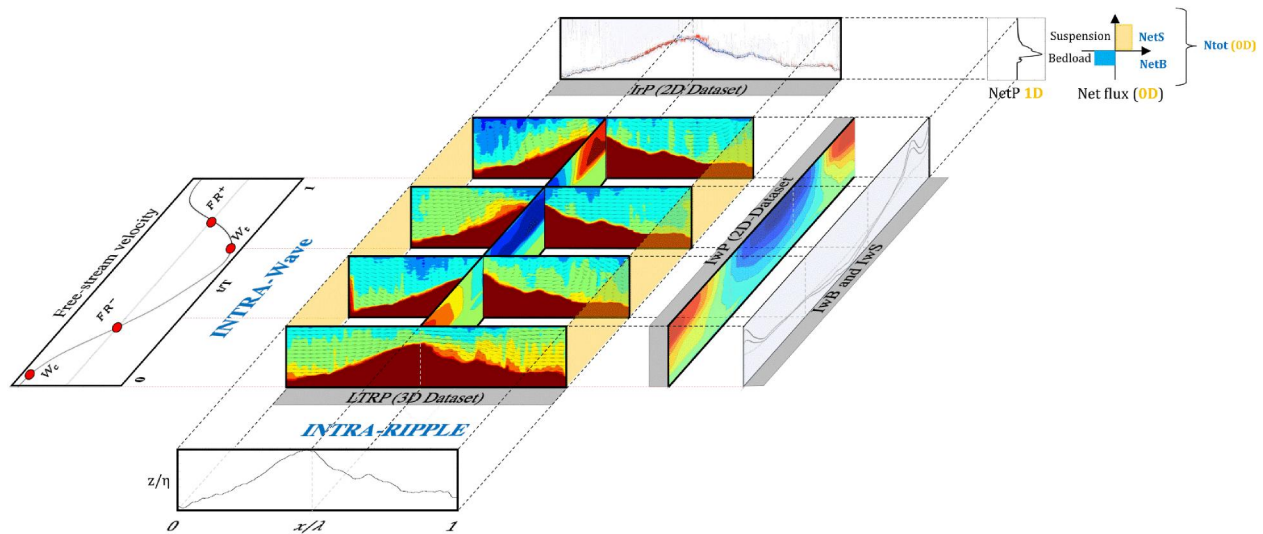 Suspension
Bedload
NetS
NetB
Ntot (0D)
NetP 1D
Net flux (0D)
IrP (2D Dataset)
Free-stream velocity
1
FR⁺
Wₜ
t/T
FR⁻
W꜀
0
INTRA-Wave
IwP (2D-Dataset)
IwB and IwS
LTRP (3D Dataset)
INTRA-RIPPLE
z/η
0
x/λ
1